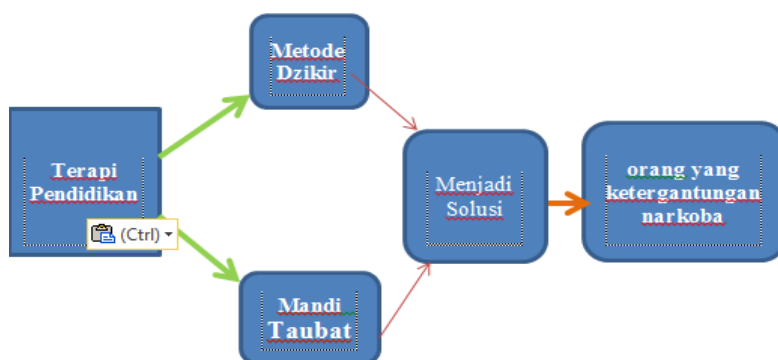 Metode
Dzikir
Terapi
Pendidikan
(Ctrl)
Menjadi
Solusi
orang yang
ketergantungan
narkoba
Mandi
Taubat